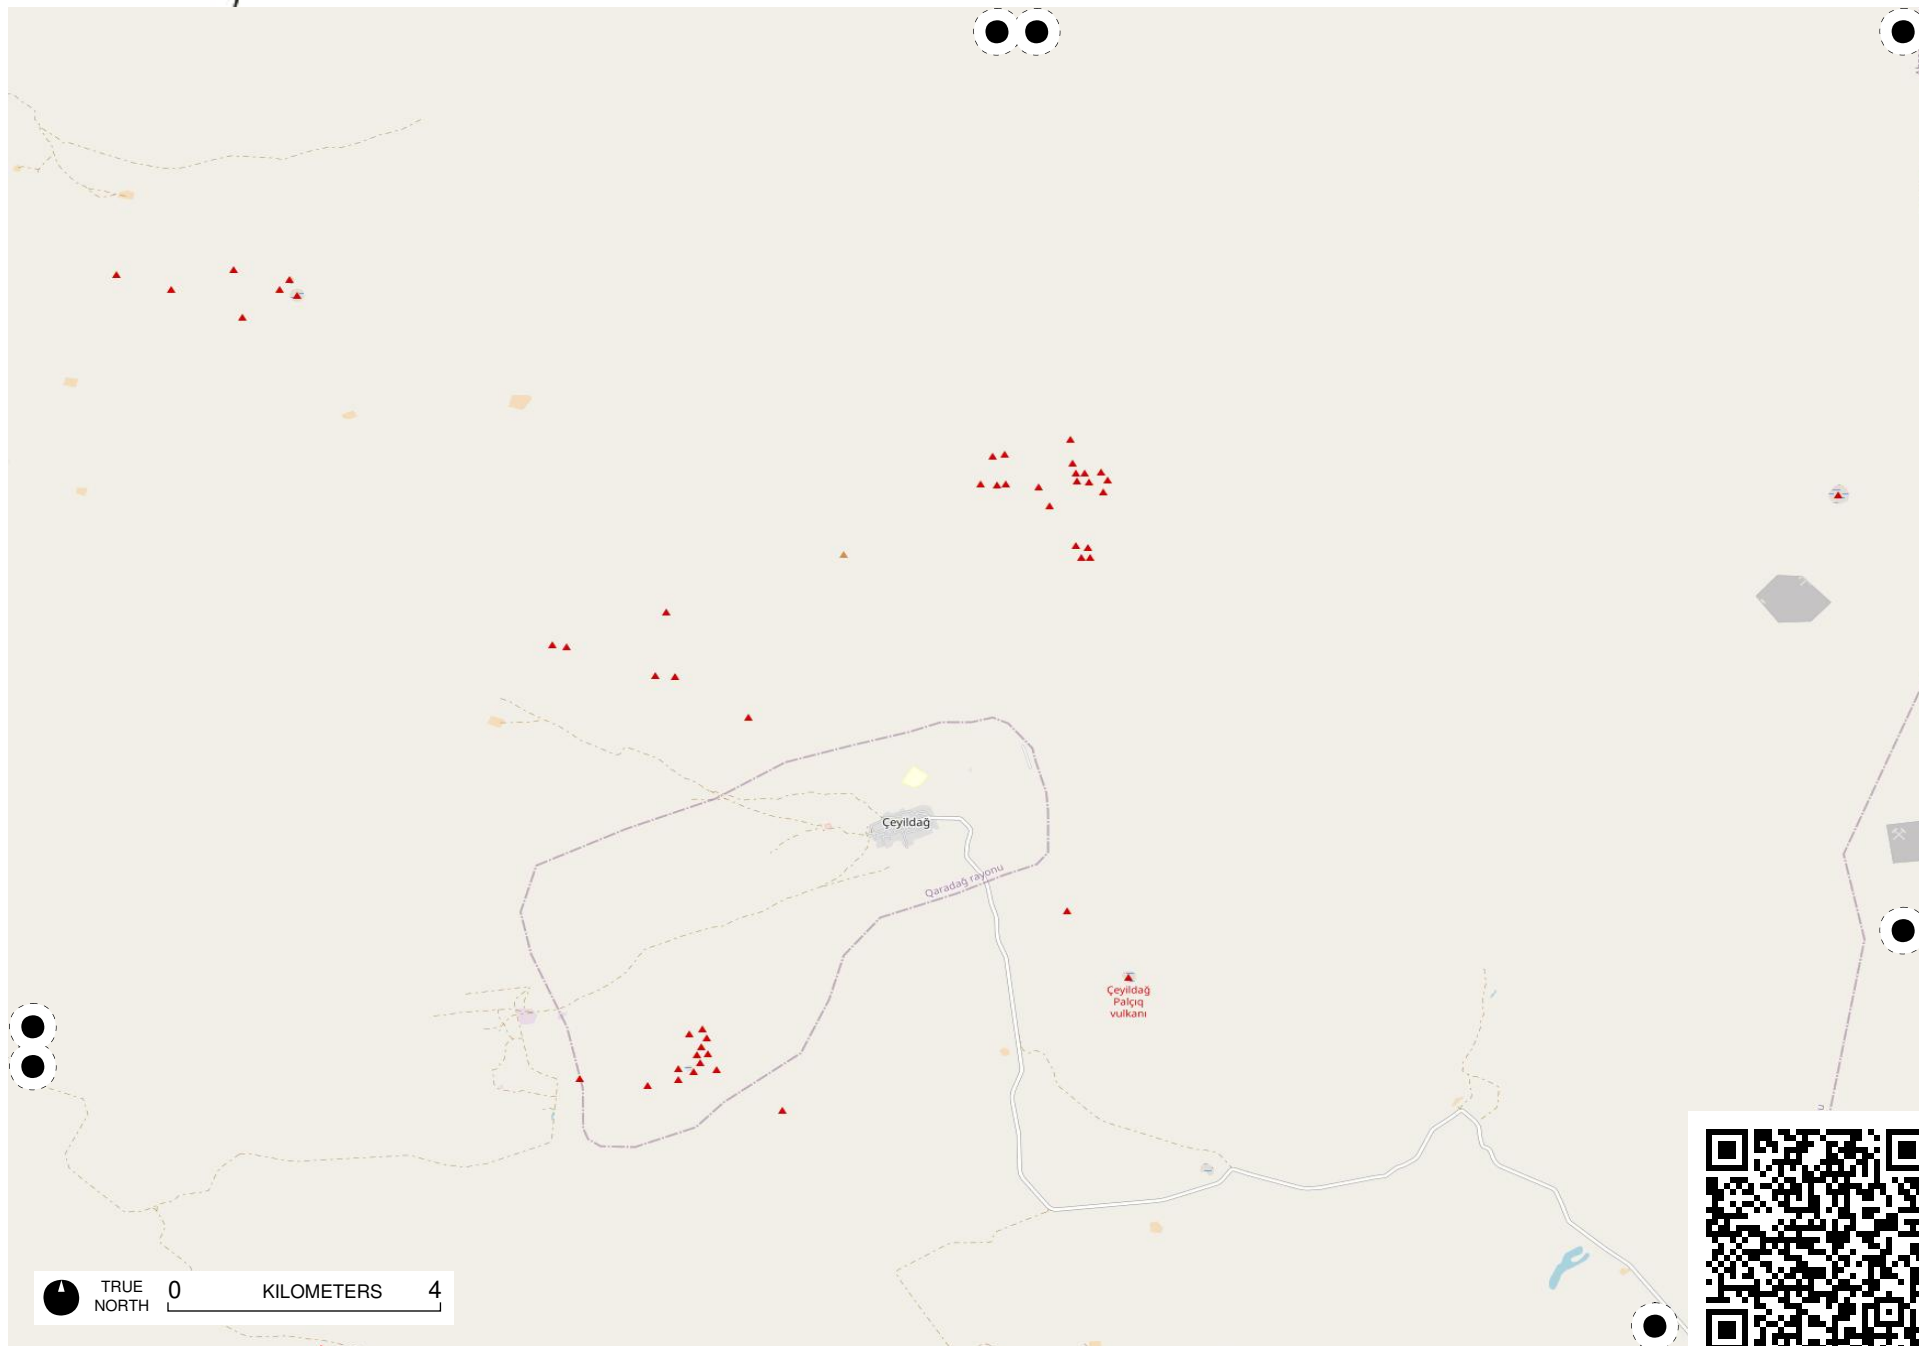 Çeyildağ
Qaradağ rayonu
Çeyildağ
Palçıq
vulkanı
u
TRUE
NORTH
0 KILOMETERS 4